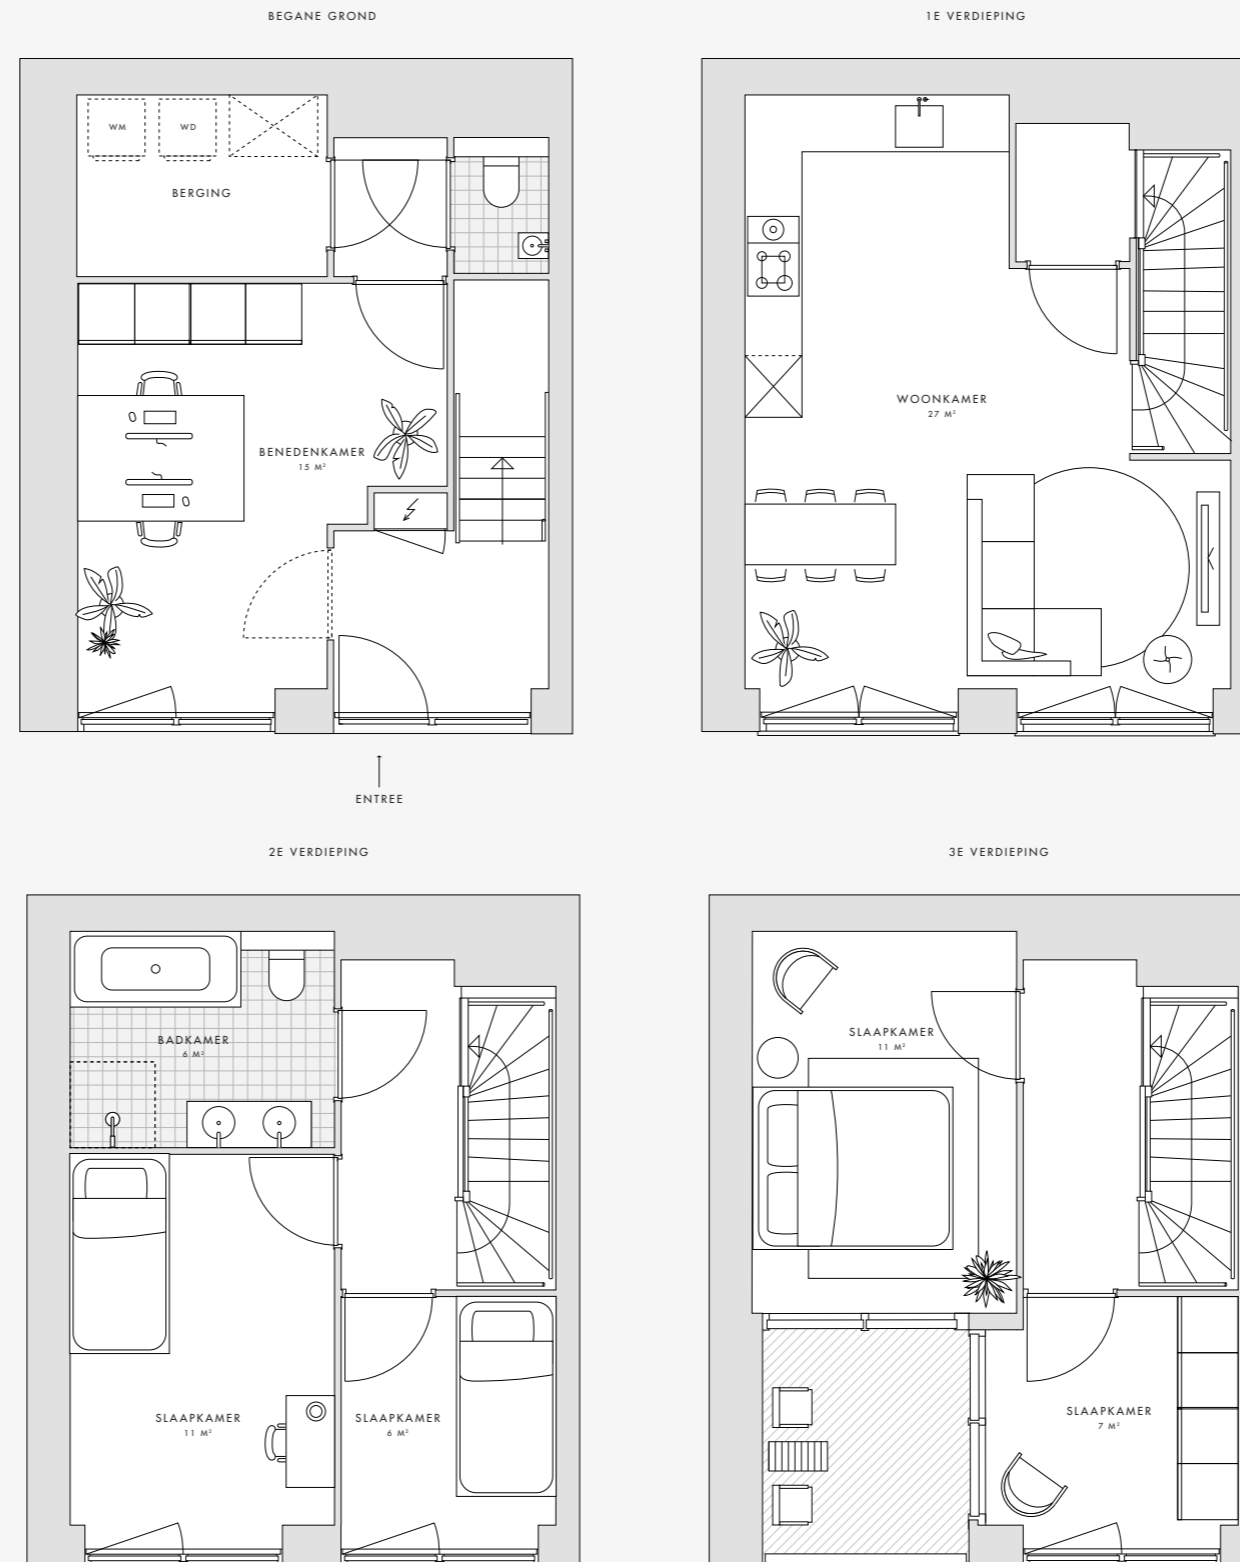 BEGANE GROND
1E VERDIEPING
WM
WD
BERGING
BENEDENKAMER
15 M²
WOONKAMER
27 M²
ENTREE
2E VERDIEPING
3E VERDIEPING
BADKAMER
6 M²
SLAAPKAMER
11 M²
SLAAPKAMER
11 M²
SLAAPKAMER
6 M²
SLAAPKAMER
7 M²